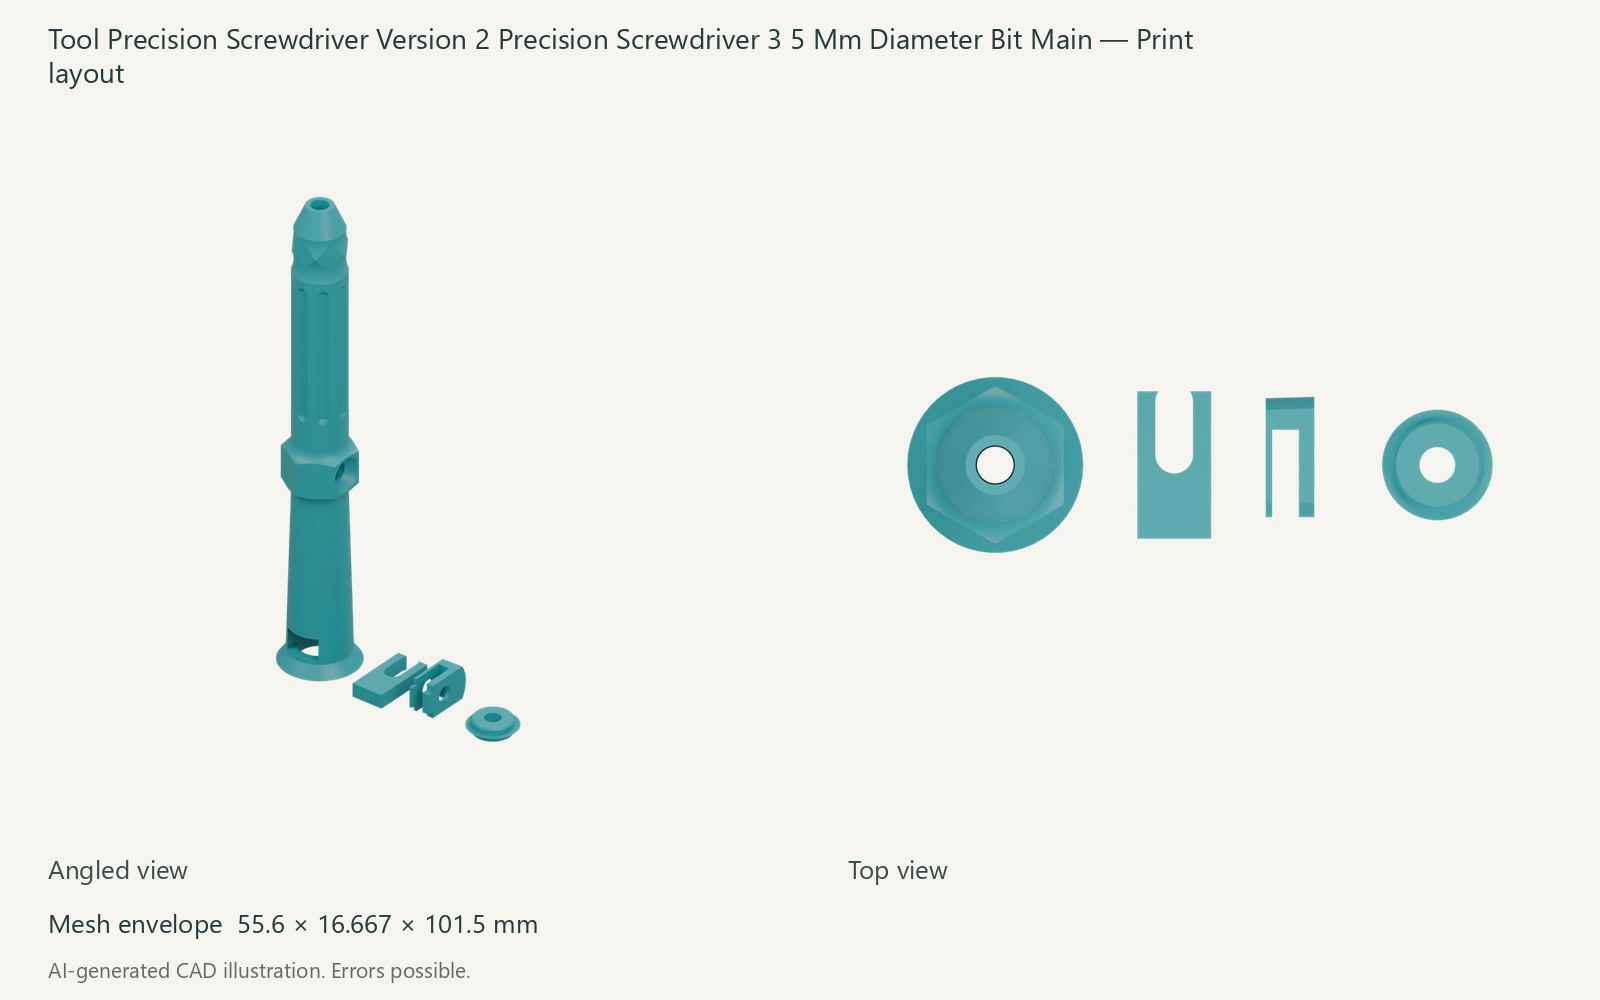 Tool Precision Screwdriver Version 2 Precision Screwdriver 3 5 Mm Diameter Bit Main — Print
layout
Angled view
Top view
Mesh envelope  55.6 × 16.667 × 101.5 mm
AI-generated CAD illustration. Errors possible.